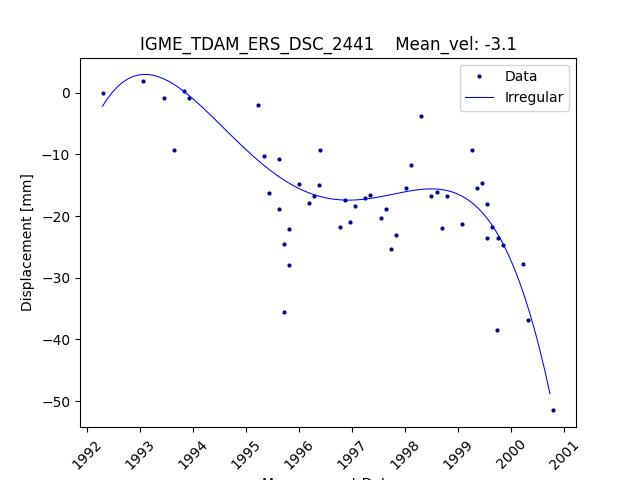 IGME_TDAM_ERS_DSC_2441    Mean_vel: -3.1
Data
Irregular
0
−10
−20
−30
−40
−50
Displacement [mm]
1992 1993 1994 1995 1996 1997 1998 1999 2000 2001